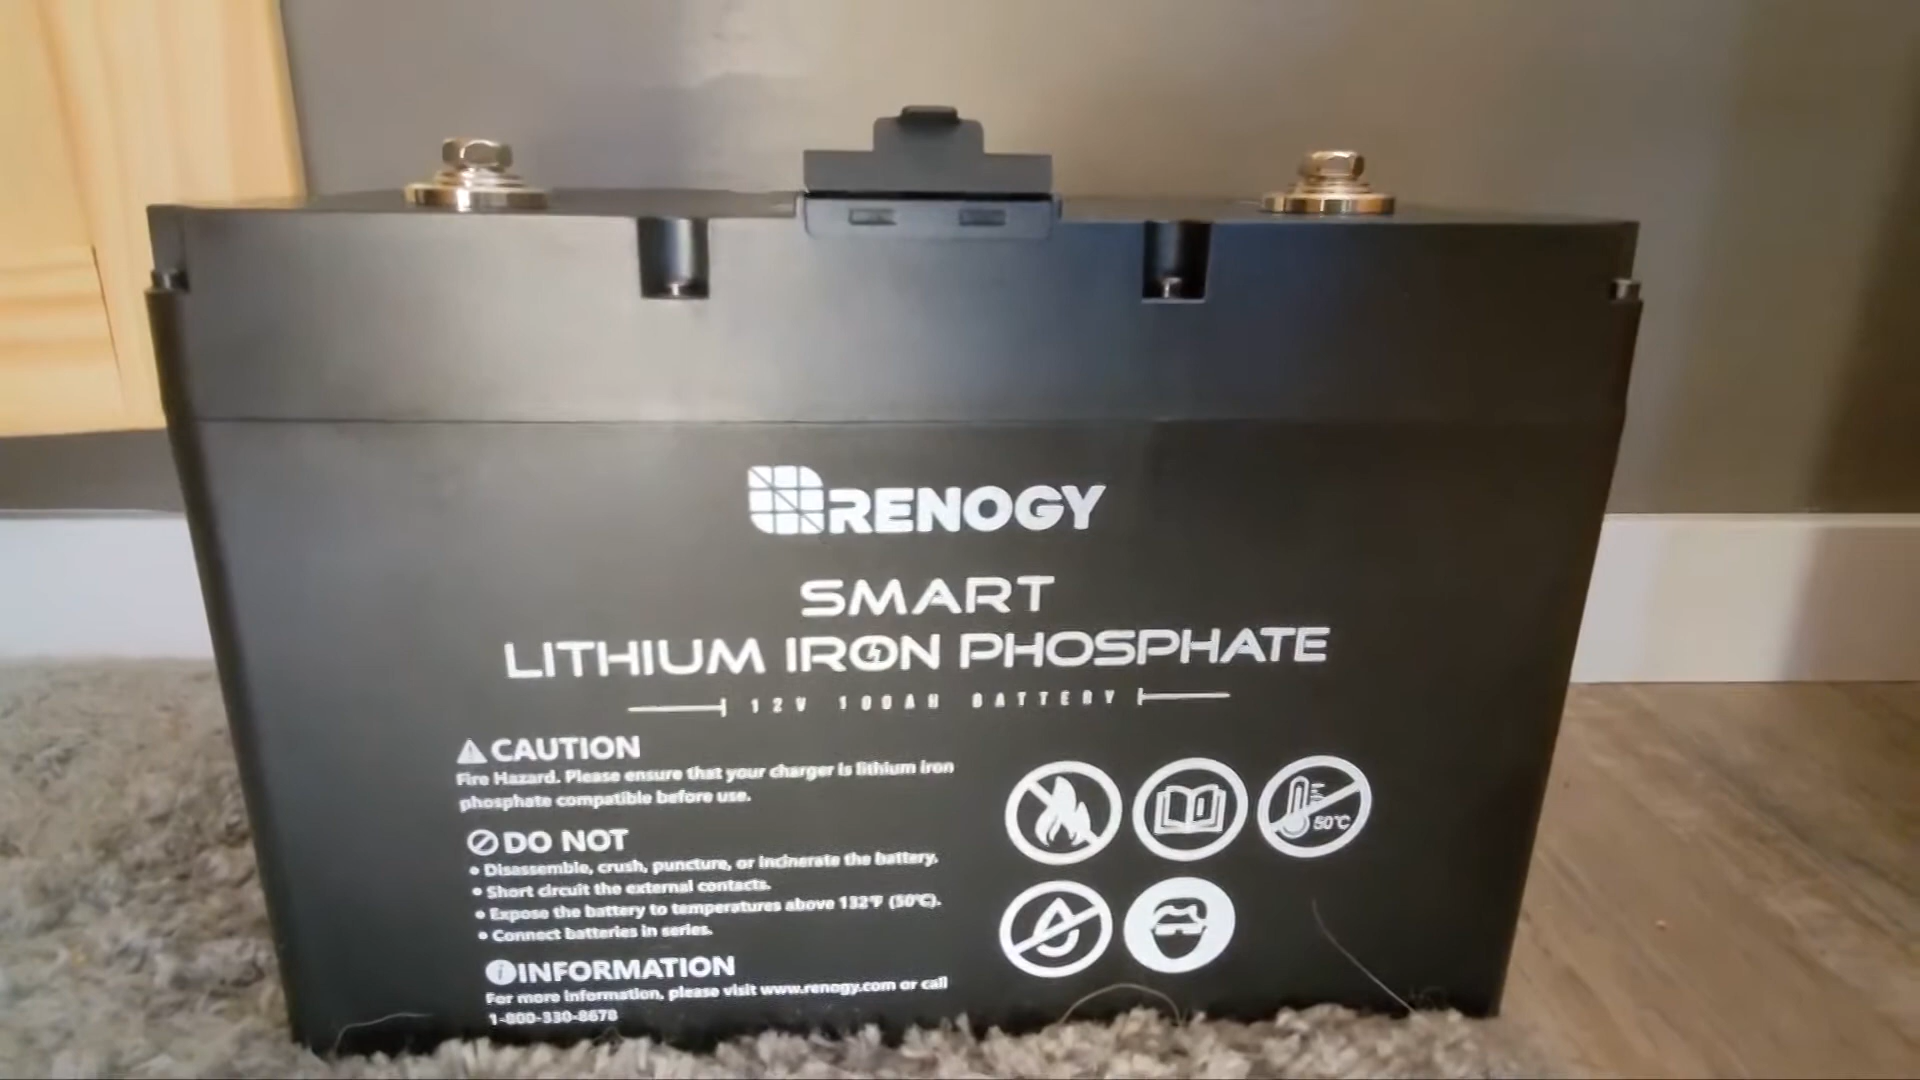 RENOGY
SMART
LITHIUM IRON PHOSPHATE
12V 100AH BATTERY
CAUTION
Fire Hazard. Please ensure that your charger is lithium iron
phosphate compatible before use.
DO NOT
• Disassemble, crush, puncture, or incinerate the battery.
• Short circuit the external contacts.
• Expose the battery to temperatures above 132°F (50°C).
• Connect batteries in series.
50°C
i INFORMATION
For more information, please visit www.renogy.com or call
1-800-330-8678